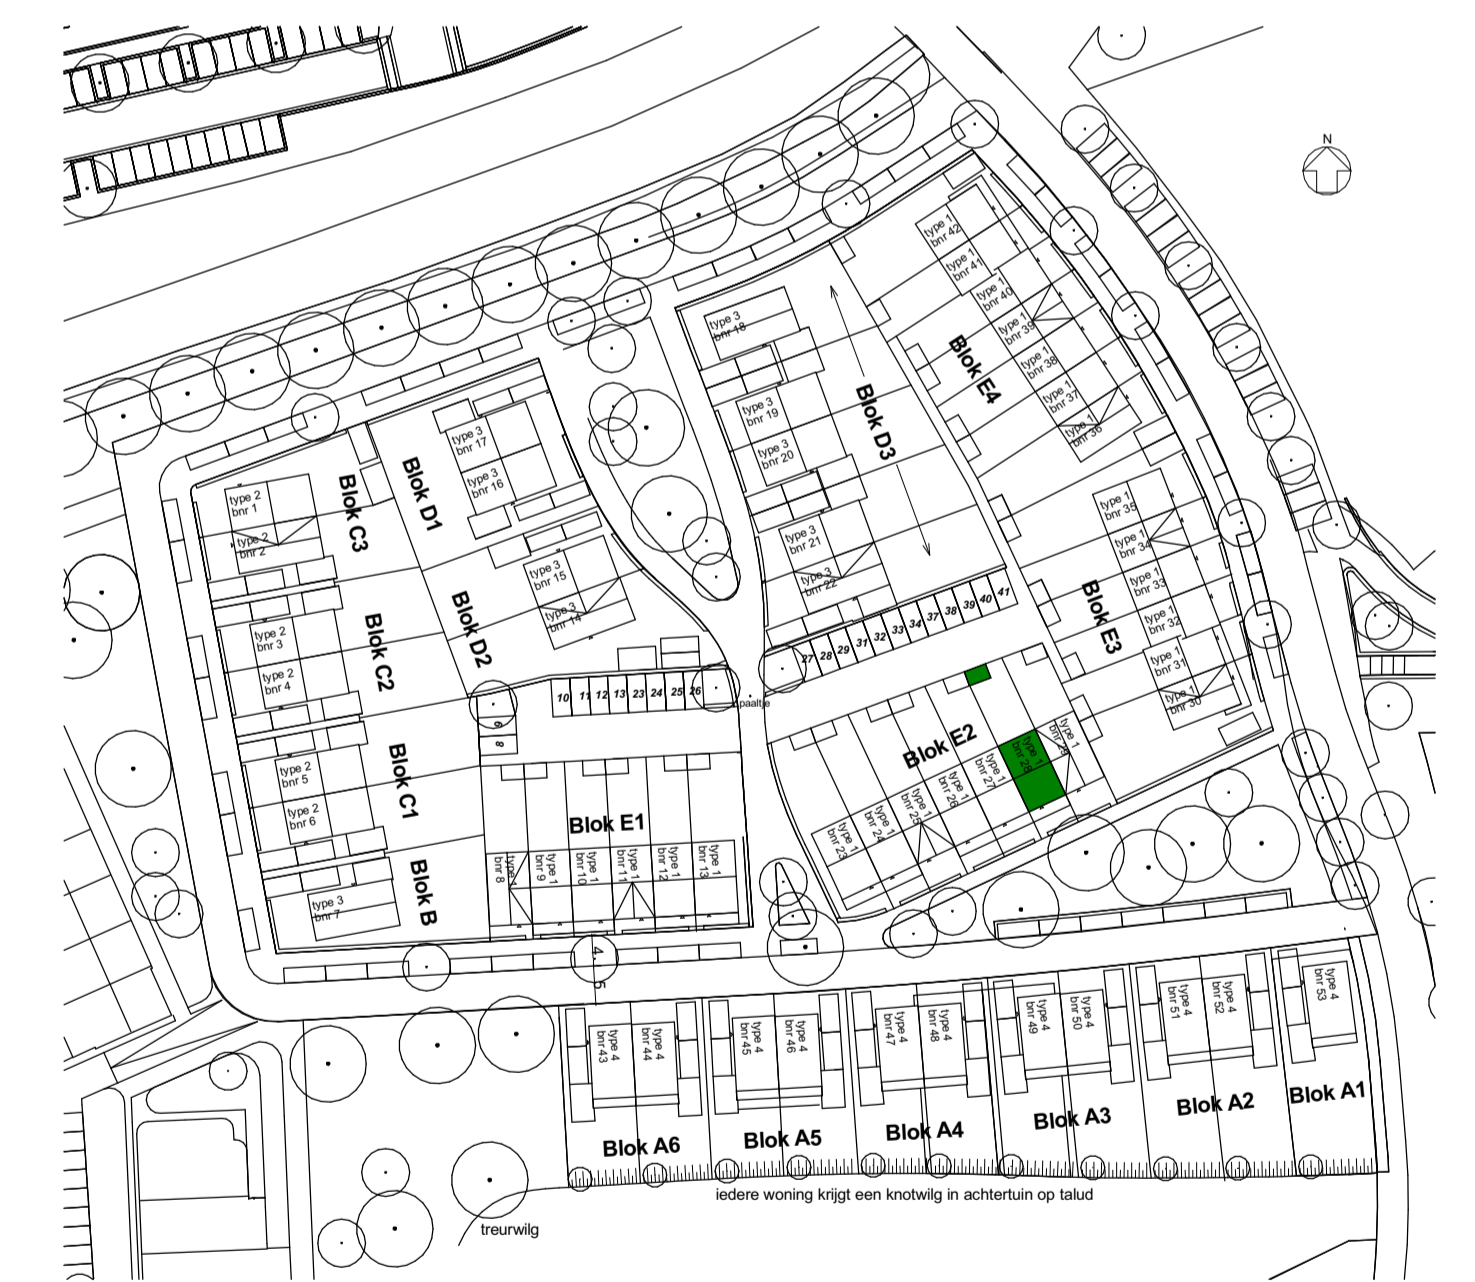 N
type 1
bnr 42
type 1
bnr 41
type 1
bnr 40
type 1
bnr 39
type 1
bnr 38
type 1
bnr 37
type 1
bnr 36
Blok E4
type 3
bnr 18
type 3
bnr 19
type 3
bnr 20
type 3
bnr 21
type 3
bnr 22
Blok D3
type 3
bnr 17
type 3
bnr 16
Blok D1
type 3
bnr 15
type 3
bnr 14
Blok D2
type 2
bnr 1
type 2
bnr 2
Blok C3
type 2
bnr 3
type 2
bnr 4
Blok C2
type 2
bnr 5
type 2
bnr 6
Blok C1
type 3
bnr 7
Blok B
type 1
bnr 35
type 1
bnr 34
type 1
bnr 33
type 1
bnr 32
type 1
bnr 31
type 1
bnr 30
Blok E3
27 28 29 31 32 33 34 37 38 39 40 41
10 11 12 13 23 24 25 26
9
8
paaltje
Blok E2
type 1
bnr 23
type 1
bnr 24
type 1
bnr 25
type 1
bnr 26
type 1
bnr 27
type 1
bnr 28
type 1
bnr 29
Blok E1
type 1
bnr 8
type 1
bnr 9
type 1
bnr 10
type 1
bnr 11
type 1
bnr 12
type 1
bnr 13
4.
5
type 4
bnr 43
type 4
bnr 44
type 4
bnr 45
type 4
bnr 46
type 4
bnr 47
type 4
bnr 48
type 4
bnr 49
type 4
bnr 50
type 4
bnr 51
type 4
bnr 52
type 4
bnr 53
Blok A6
Blok A5
Blok A4
Blok A3
Blok A2
Blok A1
iedere woning krijgt een knotwilg in achtertuin op talud
treurwilg